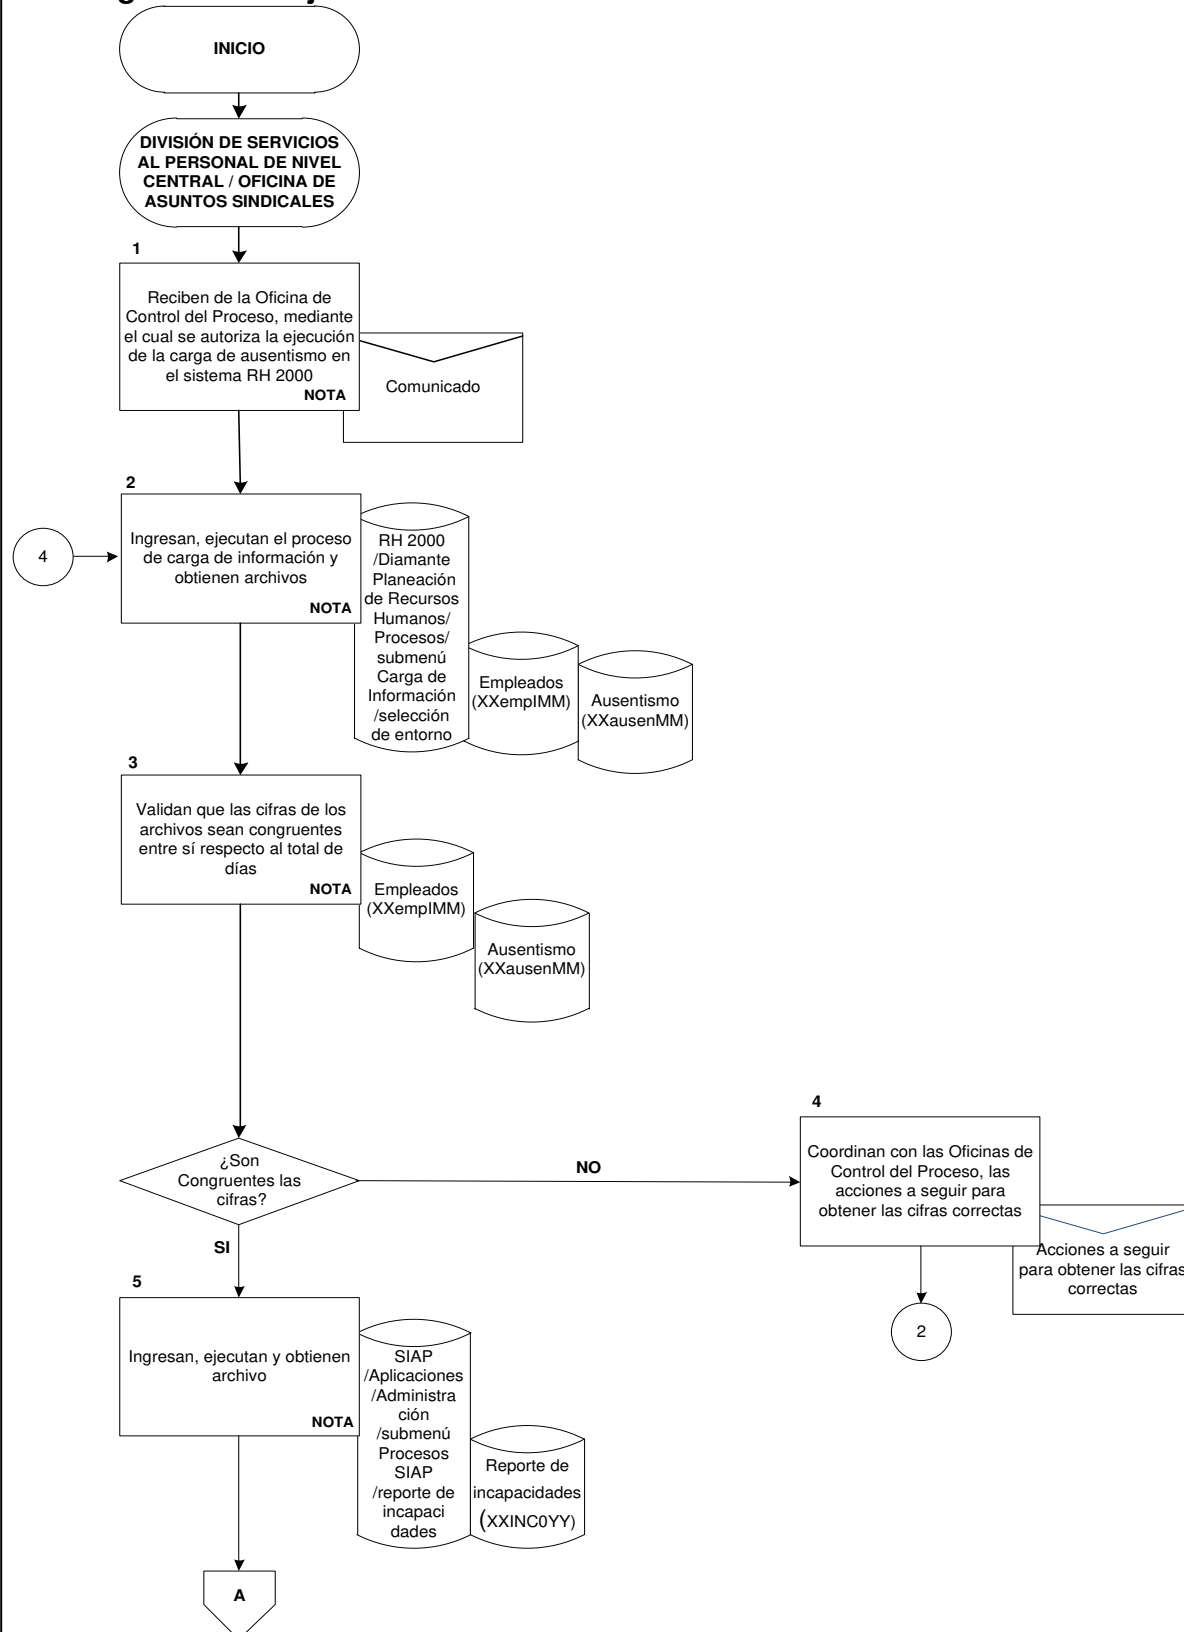 INICIO
DIVISIÓN DE SERVICIOS
AL PERSONAL DE NIVEL
CENTRAL / OFICINA DE
ASUNTOS SINDICALES
1
Reciben de la Oficina de
Control del Proceso, mediante
el cual se autoriza la ejecución
de la carga de ausentismo en
el sistema RH 2000
NOTA
Comunicado
2
4
Ingresan, ejecutan el proceso
de carga de información y
obtienen archivos
NOTA
RH 2000
/Diamante
Planeación
de Recursos
Humanos/
Procesos/
submenú
Carga de
Información
/selección
de entorno
Empleados
(XXempIMM)
Ausentismo
(XXausenMM)
3
Validan que las cifras de los
archivos sean congruentes
entre sí respecto al total de
días
NOTA
Empleados
(XXempIMM)
Ausentismo
(XXausenMM)
¿Son
Congruentes las
cifras?
NO
SI
4
Coordinan con las Oficinas de
Control del Proceso, las
acciones a seguir para
obtener las cifras correctas
Acciones a seguir
para obtener las cifras
correctas
2
5
Ingresan, ejecutan y obtienen
archivo
NOTA
SIAP
/Aplicaciones
/Administra
ción
/submenú
Procesos
SIAP
/reporte de
incapaci
dades
Reporte de
incapacidades
(XXINC0YY)
A